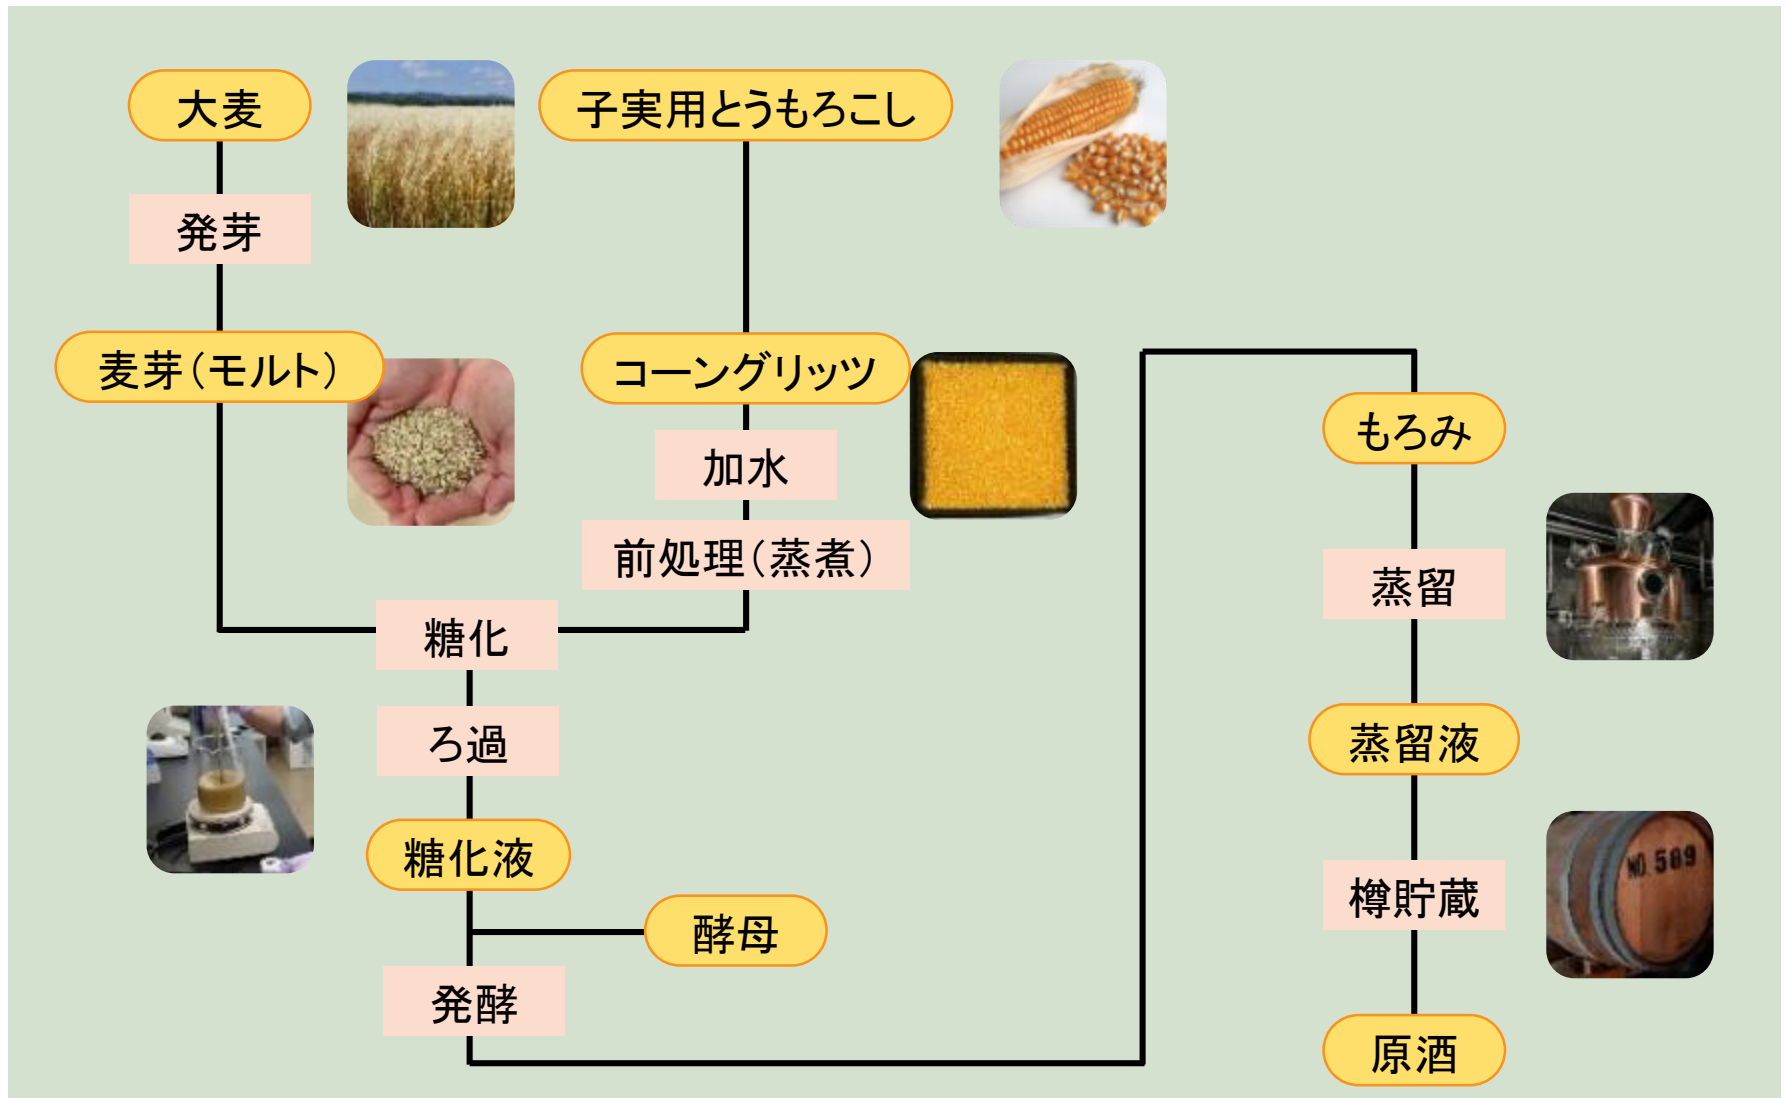 大麦
発芽
麦芽(モルト)
子実用とうもろこし
コーングリッツ
加水
前処理(蒸煮)
糖化
ろ過
糖化液
酵母
発酵
もろみ
蒸留
蒸留液
樽貯蔵
NO.589
原酒